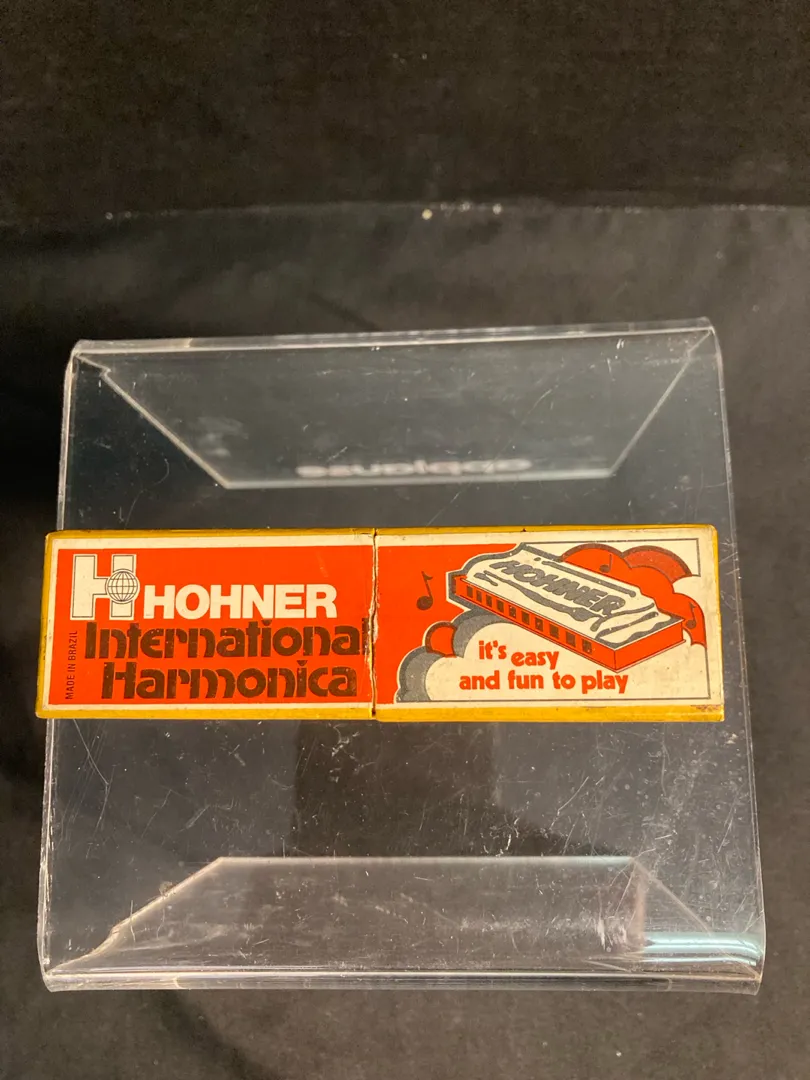 H HOHNER
International
Harmonica
MADE IN BRAZIL
HOHNER
it's easy
and fun to play